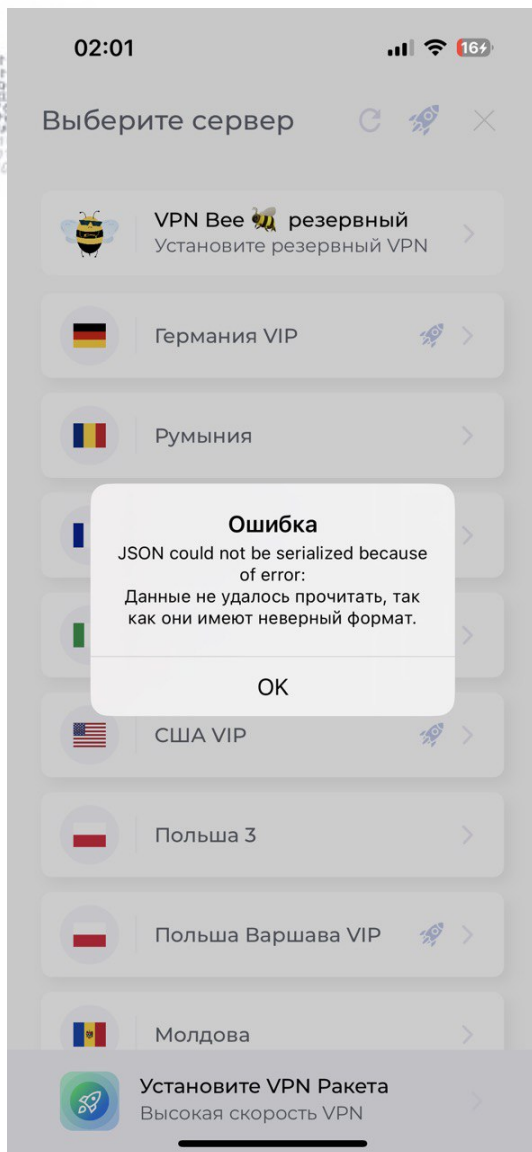 02:01
16
Выберите сервер
VPN Bee 🐝 резервный
Установите резервный VPN
Германия VIP
Румыния
Ошибка
JSON could not be serialized because
of error:
Данные не удалось прочитать, так
как они имеют неверный формат.
OK
США VIP
Польша 3
Польша Варшава VIP
Молдова
Установите VPN Ракета
Высокая скорость VPN